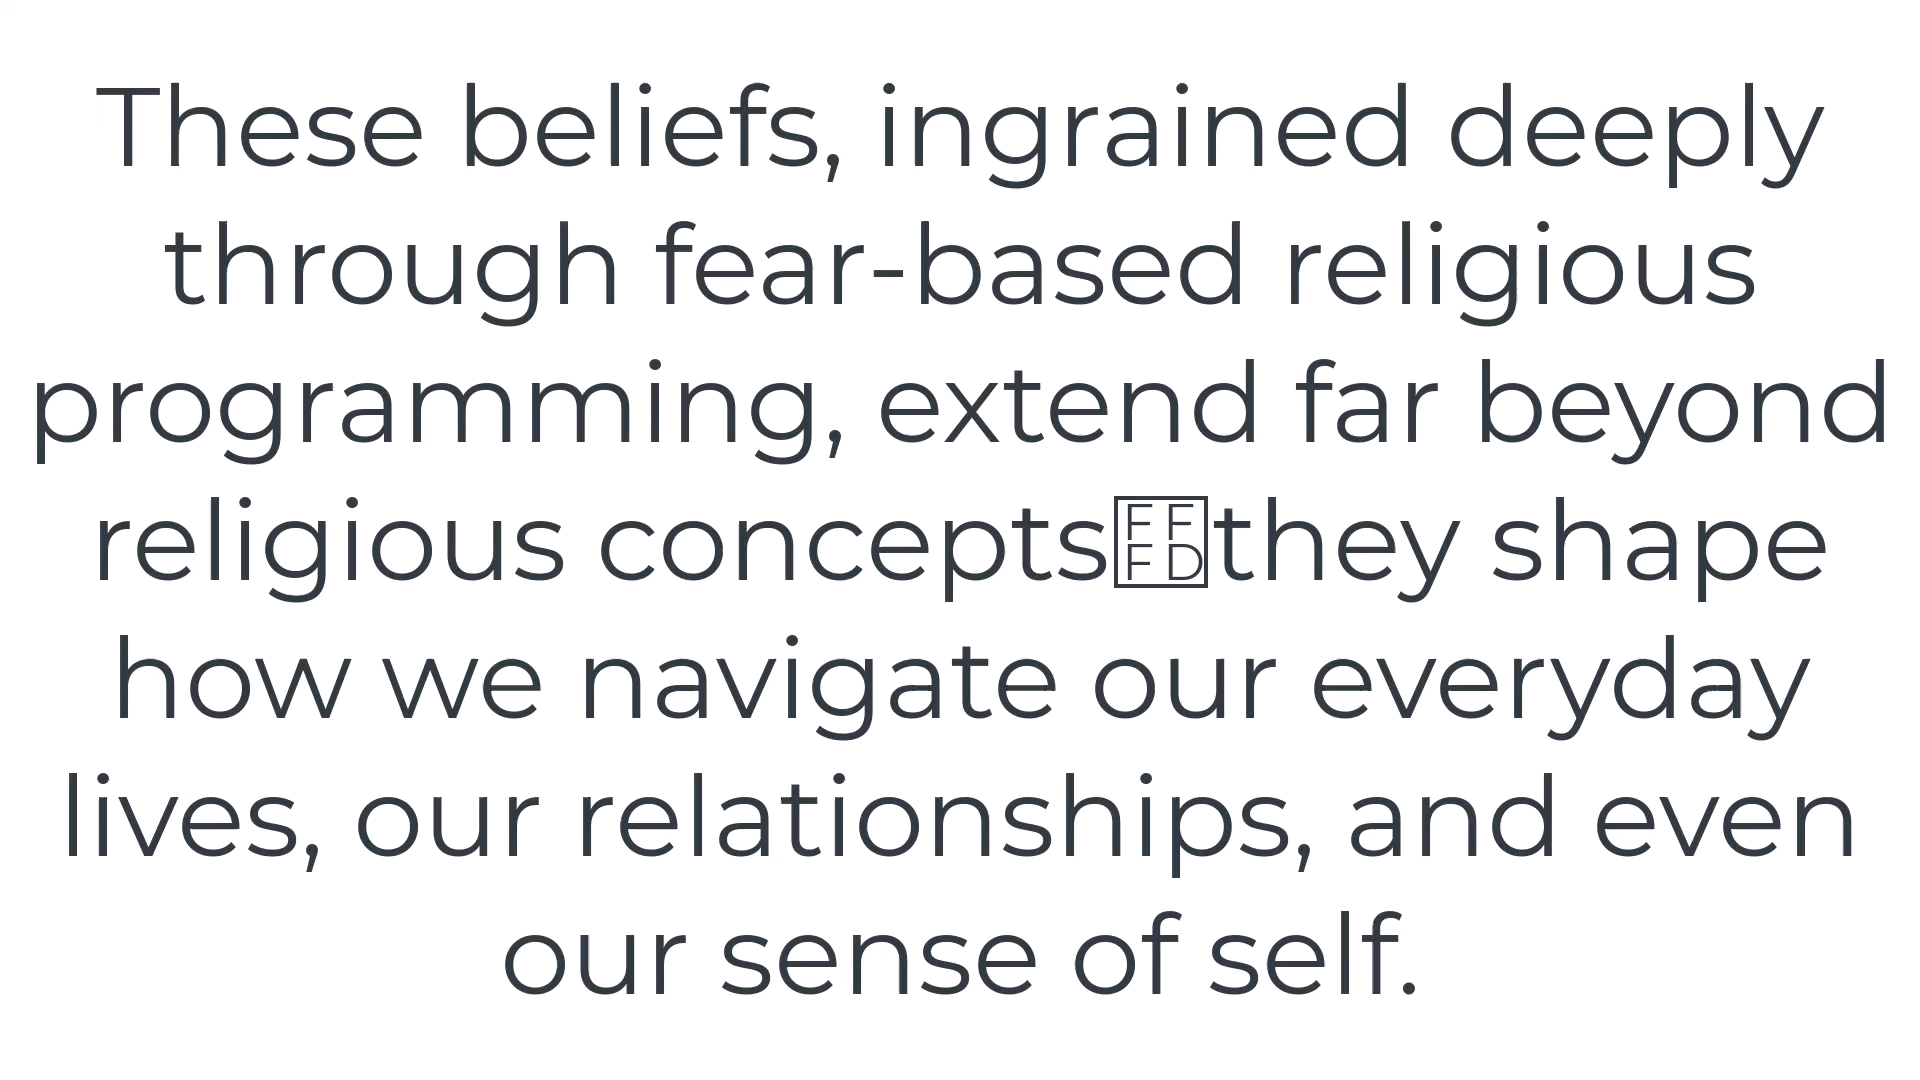 These beliefs, ingrained deeply
through fear-based religious
programming, extend far beyond
religious concepts�they shape
how we navigate our everyday
lives, our relationships, and even
our sense of self.